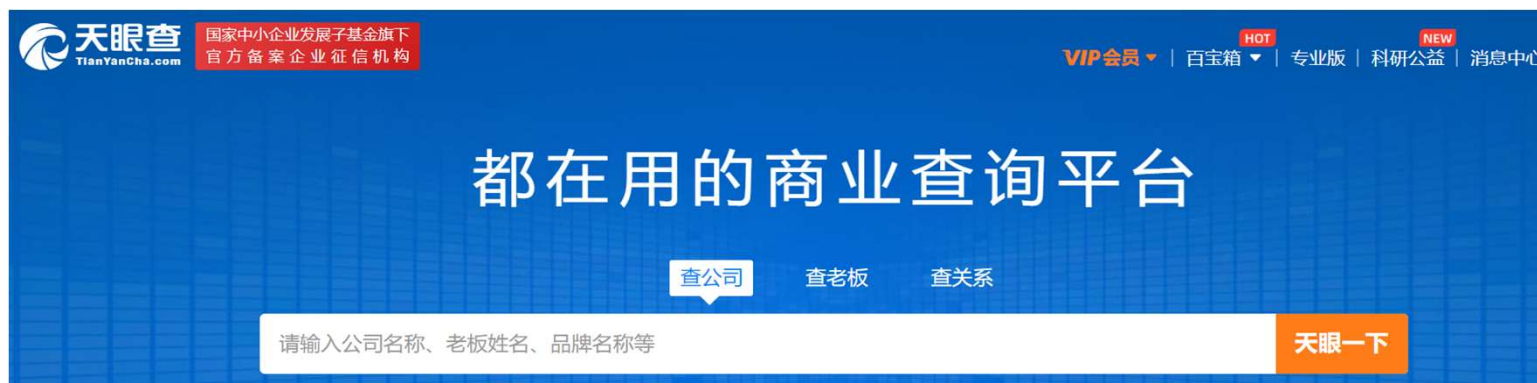 天眼查
TianYanCha.com
国家中小企业发展子基金旗下
官方备案企业征信机构
HOT
NEW
VIP会员 | 百宝箱 | 专业版 | 科研公益 | 消息中心
都在用的商业查询平台
查公司 查老板 查关系
请输入公司名称、老板姓名、品牌名称等
天眼一下